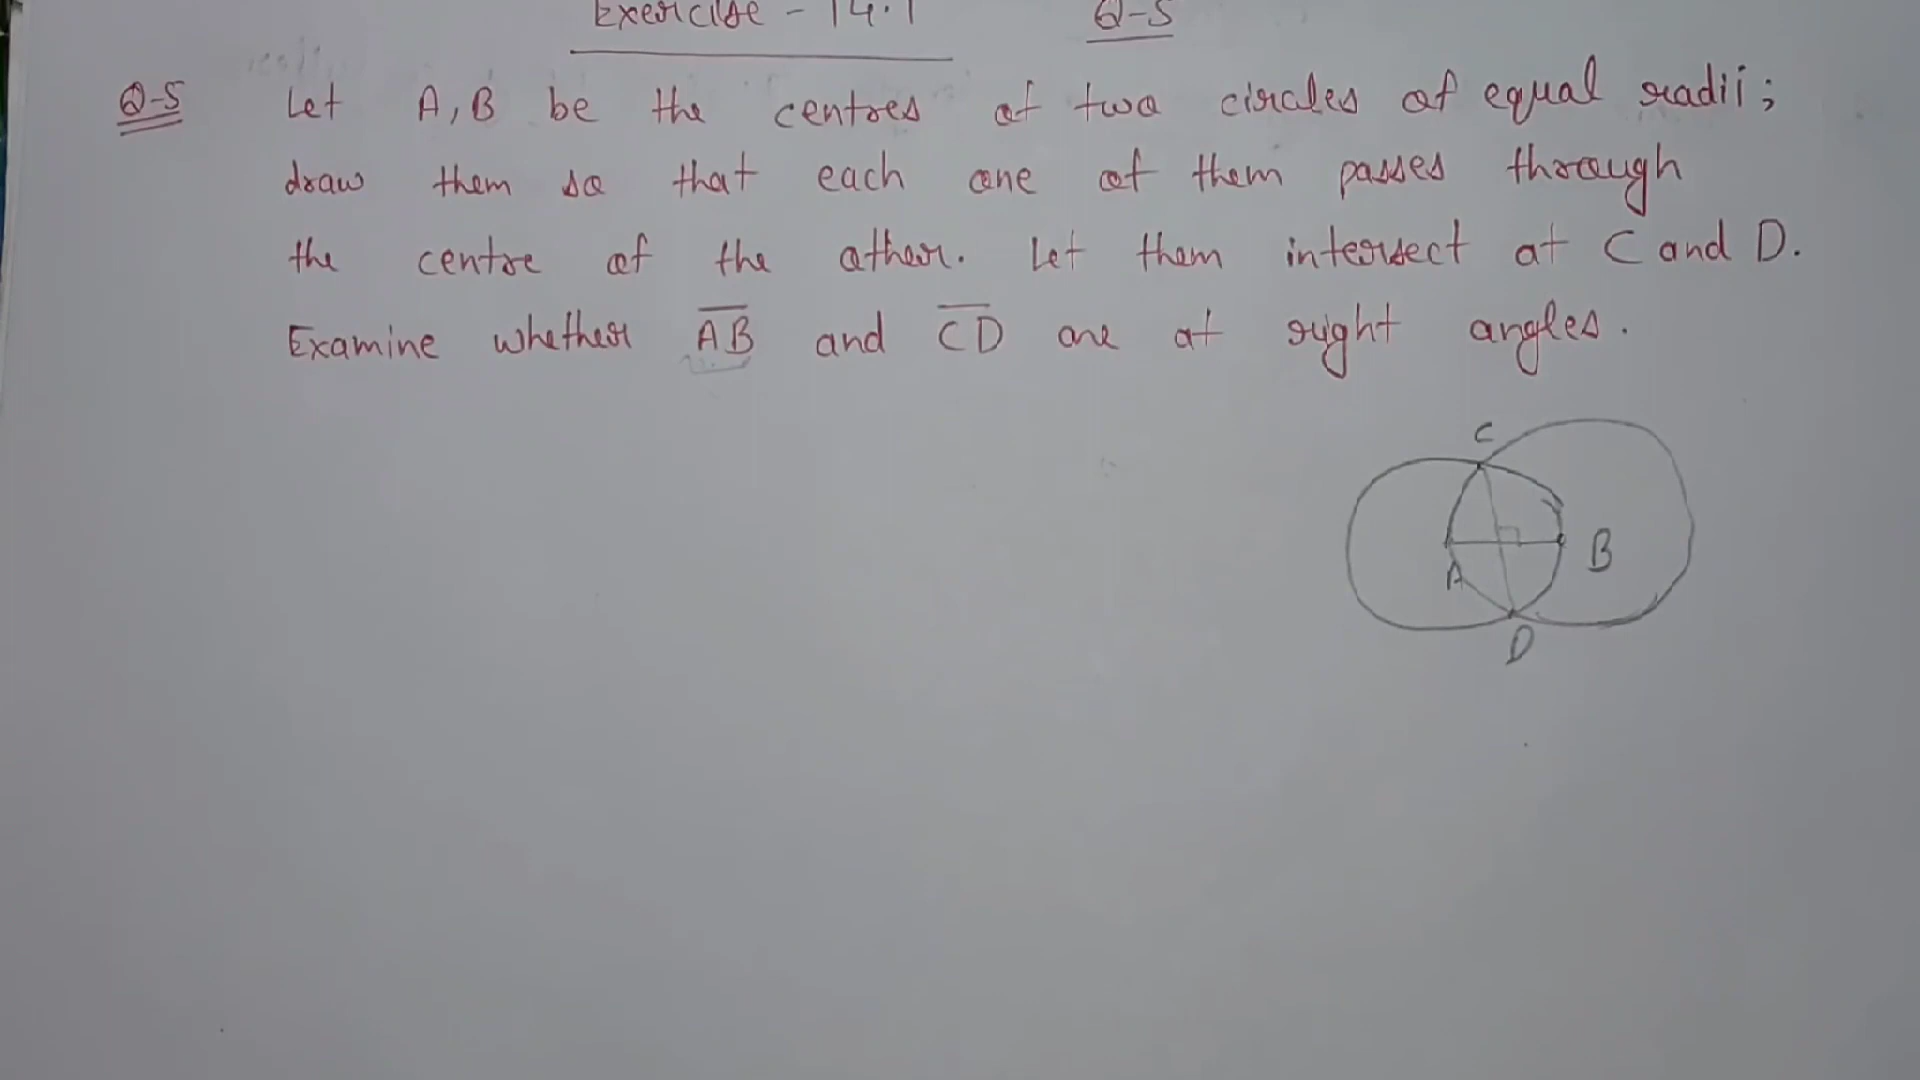 Exercise - 14.1 Q-5
Q-5 Let A, B be the centres of two circles of equal radii;
draw them so that each one of them passes through
the centre of the other. Let them intersect at C and D.
Examine whether AB and CD are at right angles.
C
A
B
D